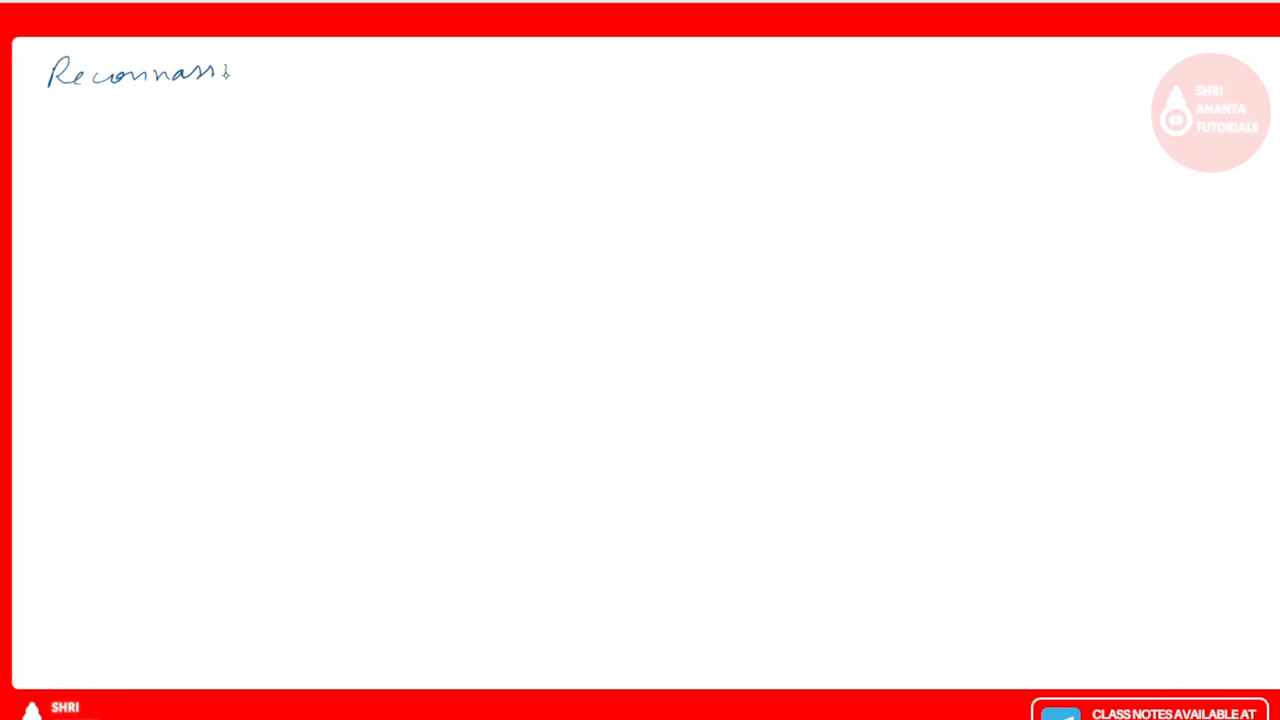 Reconnass
SHRI
ANANTA
TUTORIALS
SHRI
CLASS NOTES AVAILABLE AT